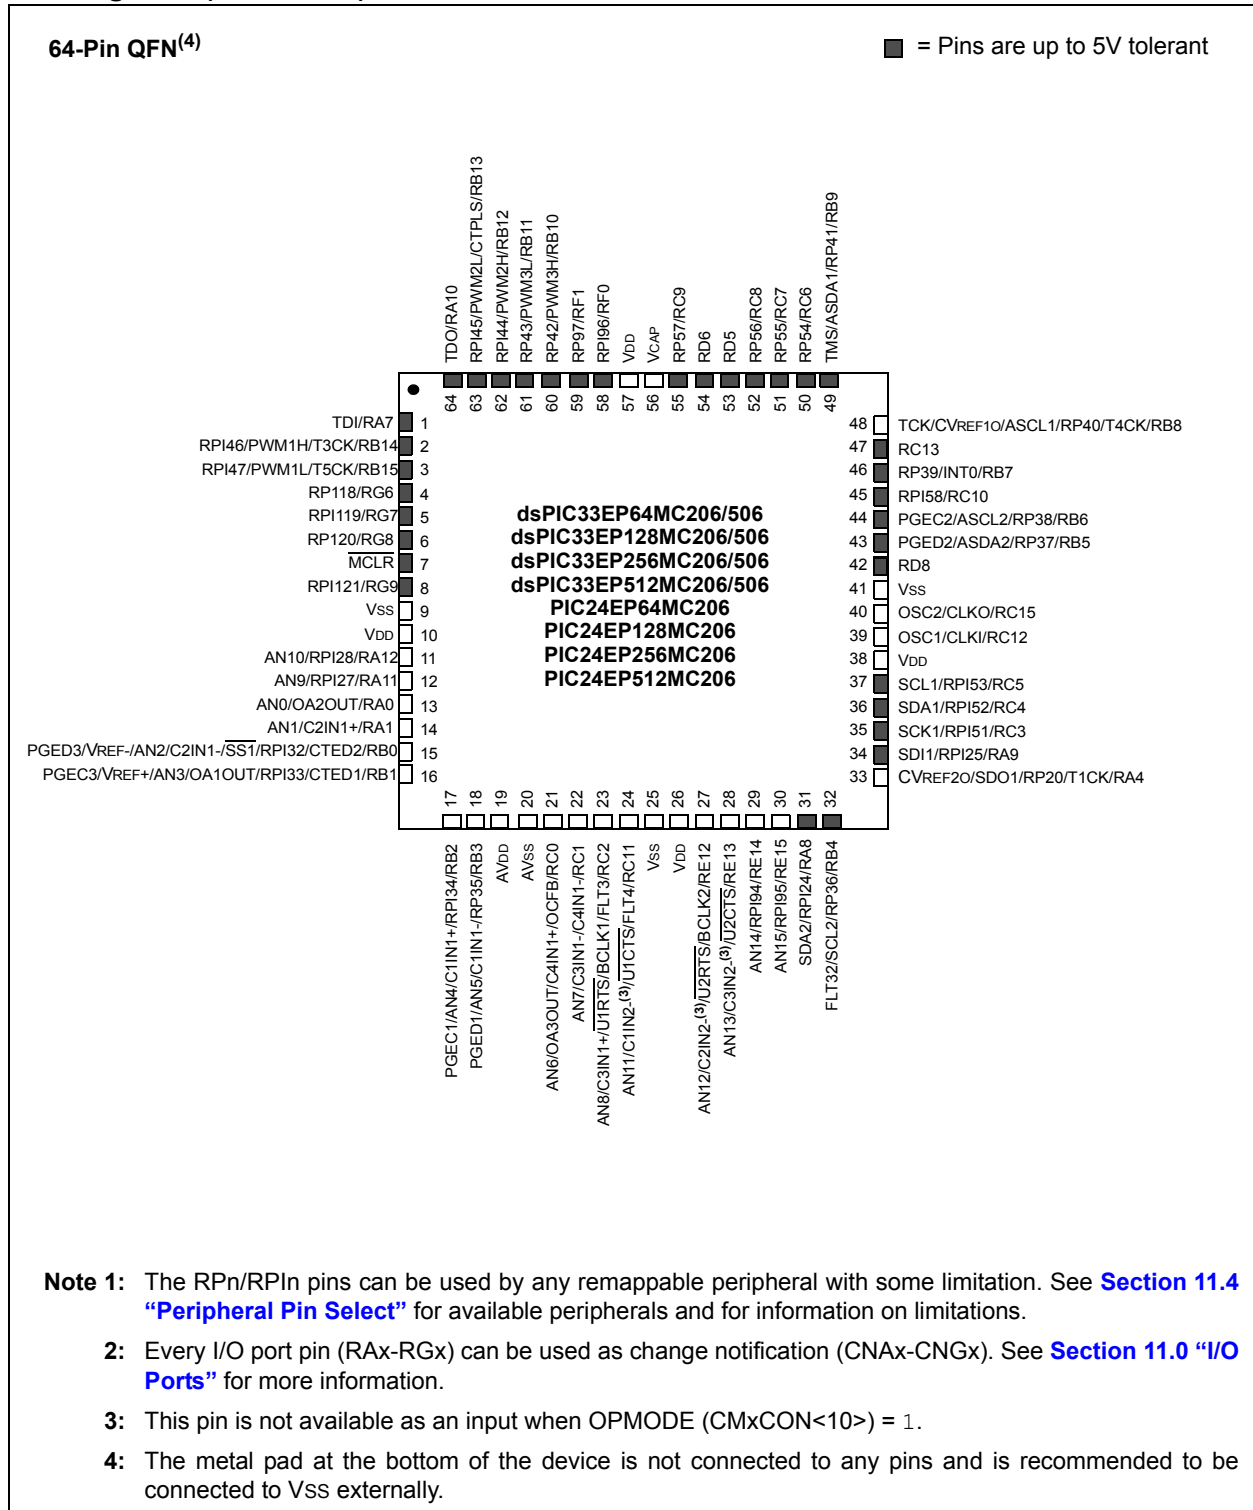 64-Pin QFN(4)
= Pins are up to 5V tolerant
TDO/RA10
RPI45/PWM2L/CTPLS/RB13
RPI44/PWM2H/RB12
RP43/PWM3L/RB11
RP42/PWM3H/RB10
RP97/RF1
RPI96/RF0
VDD
VCAP
RP57/RC9
RD6
RD5
RP56/RC8
RP55/RC7
RP54/RC6
TMS/ASDA1/RP41/RB9
64
63
62
61
60
59
58
57
56
55
54
53
52
51
50
49
TDI/RA7 1
RPI46/PWM1H/T3CK/RB14 2
RPI47/PWM1L/T5CK/RB15 3
RP118/RG6 4
RPI119/RG7 5
RP120/RG8 6
MCLR 7
RPI121/RG9 8
VSS 9
VDD 10
AN10/RPI28/RA12 11
AN9/RPI27/RA11 12
AN0/OA2OUT/RA0 13
AN1/C2IN1+/RA1 14
PGED3/VREF-/AN2/C2IN1-/SS1/RPI32/CTED2/RB0 15
PGEC3/VREF+/AN3/OA1OUT/RPI33/CTED1/RB1 16
dsPIC33EP64MC206/506
dsPIC33EP128MC206/506
dsPIC33EP256MC206/506
dsPIC33EP512MC206/506
PIC24EP64MC206
PIC24EP128MC206
PIC24EP256MC206
PIC24EP512MC206
48 TCK/CVREF1O/ASCL1/RP40/T4CK/RB8
47 RC13
46 RP39/INT0/RB7
45 RPI58/RC10
44 PGEC2/ASCL2/RP38/RB6
43 PGED2/ASDA2/RP37/RB5
42 RD8
41 VSS
40 OSC2/CLKO/RC15
39 OSC1/CLKI/RC12
38 VDD
37 SCL1/RPI53/RC5
36 SDA1/RPI52/RC4
35 SCK1/RPI51/RC3
34 SDI1/RPI25/RA9
33 CVREF2O/SDO1/RP20/T1CK/RA4
17
18
19
20
21
22
23
24
25
26
27
28
29
30
31
32
PGEC1/AN4/C1IN1+/RPI34/RB2
PGED1/AN5/C1IN1-/RP35/RB3
AVDD
AVSS
AN6/OA3OUT/C4IN1+/OCFB/RC0
AN7/C3IN1-/C4IN1-/RC1
AN8/C3IN1+/U1RTS/BCLK1/FLT3/RC2
AN11/C1IN2-(3)/U1CTS/FLT4/RC11
VSS
VDD
AN12/C2IN2-(3)/U2RTS/BCLK2/RE12
AN13/C3IN2-(3)/U2CTS/RE13
AN14/RPI94/RE14
AN15/RPI95/RE15
SDA2/RPI24/RA8
FLT32/SCL2/RP36/RB4
Note 1: The RPn/RPIn pins can be used by any remappable peripheral with some limitation. See Section 11.4
“Peripheral Pin Select” for available peripherals and for information on limitations.
2: Every I/O port pin (RAx-RGx) can be used as change notification (CNAx-CNGx). See Section 11.0 “I/O
Ports” for more information.
3: This pin is not available as an input when OPMODE (CMxCON<10>) = 1.
4: The metal pad at the bottom of the device is not connected to any pins and is recommended to be
connected to VSS externally.